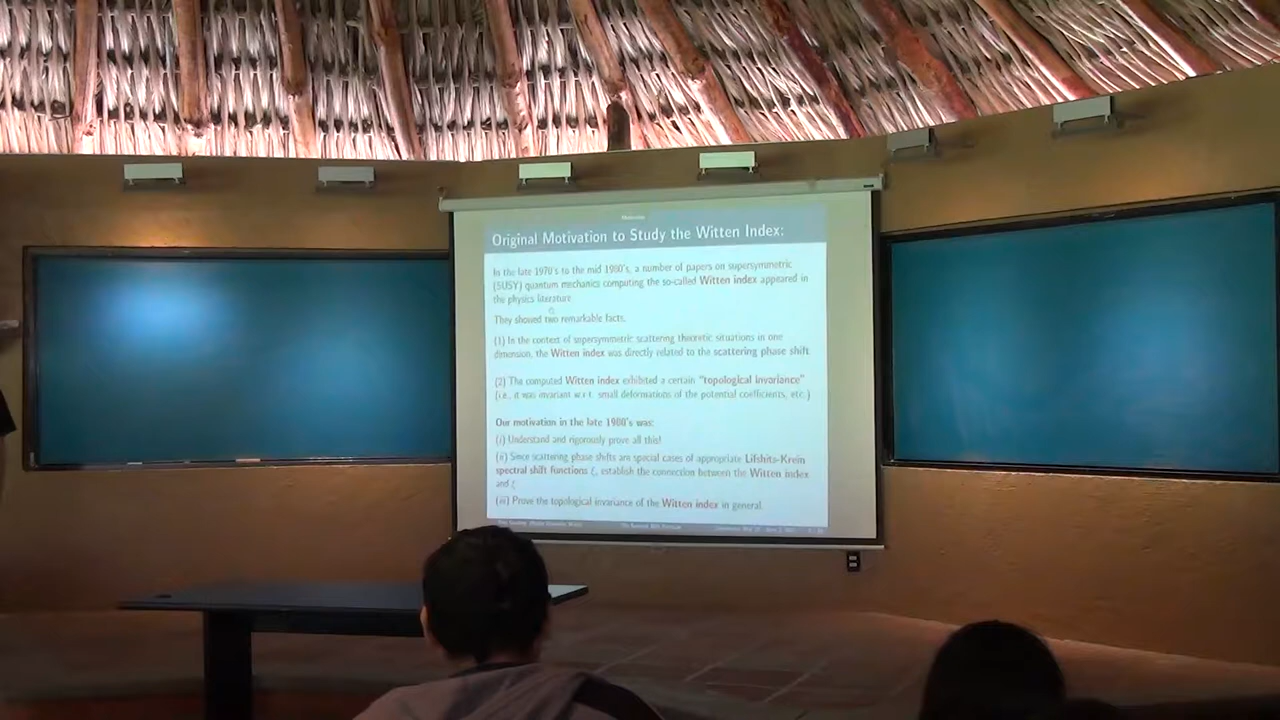 Motivation
Original Motivation to Study the Witten Index:
In the late 1970's to the mid 1980's, a number of papers on supersymmetric
(SUSY) quantum mechanics computing the so-called Witten index appeared in
the physics literature.
They showed two remarkable facts.
(1) In the context of supersymmetric scattering theoretic situations in one
dimension, the Witten index was directly related to the scattering phase shift.
(2) The computed Witten index exhibited a certain "topological invariance"
(i.e., it was invariant w.r.t. small deformations of the potential coefficients, etc.)
Our motivation in the late 1980's was:
(i) Understand and rigorously prove all this!
(ii) Since scattering phase shifts are special cases of appropriate Lifshits-Krein
spectral shift functions ξ, establish the connection between the Witten index
and ξ.
(iii) Prove the topological invariance of the Witten index in general.